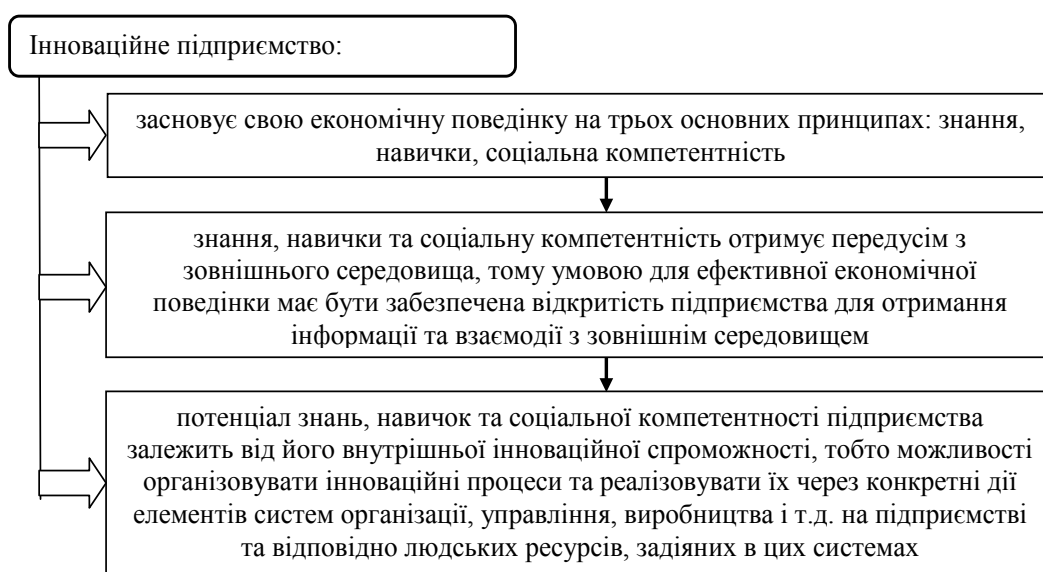 Інноваційне підприємство:
засновує свою економічну поведінку на трьох основних принципах: знання,
навички, соціальна компетентність
знання, навички та соціальну компетентність отримує передусім з
зовнішнього середовища, тому умовою для ефективної економічної
поведінки має бути забезпечена відкритість підприємства для отримання
інформації та взаємодії з зовнішнім середовищем
потенціал знань, навичок та соціальної компетентності підприємства
залежить від його внутрішньої інноваційної спроможності, тобто можливості
організовувати інноваційні процеси та реалізовувати їх через конкретні дії
елементів систем організації, управління, виробництва і т.д. на підприємстві
та відповідно людських ресурсів, задіяних в цих системах